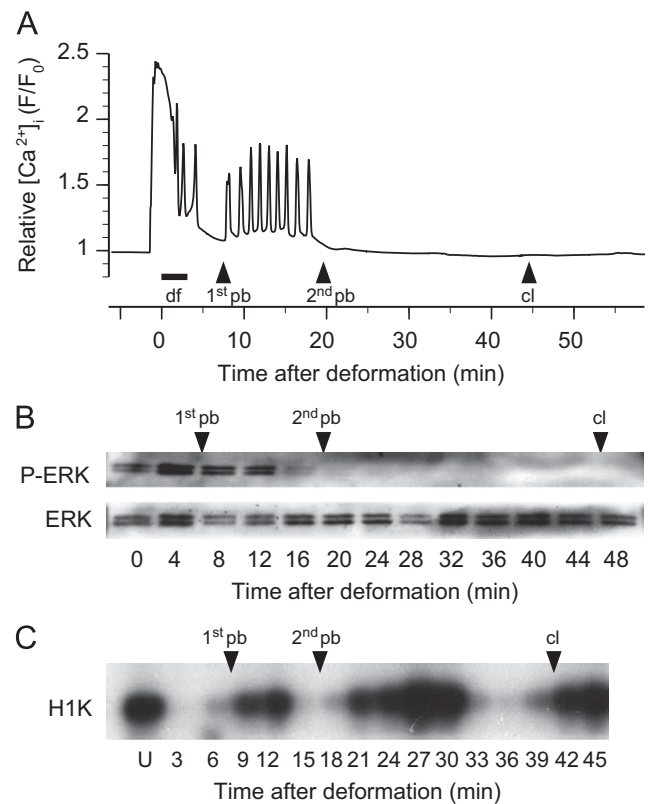 A
Relative [Ca²⁺]ᵢ (F/F₀)
2.5
2
1.5
1
df
1ˢᵗ pb
2ⁿᵈ pb
cl
0 10 20 30 40 50
Time after deformation (min)
B
1ˢᵗ pb 2ⁿᵈ pb cl
P-ERK
ERK
0 4 8 12 16 20 24 28 32 36 40 44 48
Time after deformation (min)
C
1ˢᵗ pb 2ⁿᵈ pb cl
H1K
U 3 6 9 12 15 18 21 24 27 30 33 36 39 42 45
Time after deformation (min)